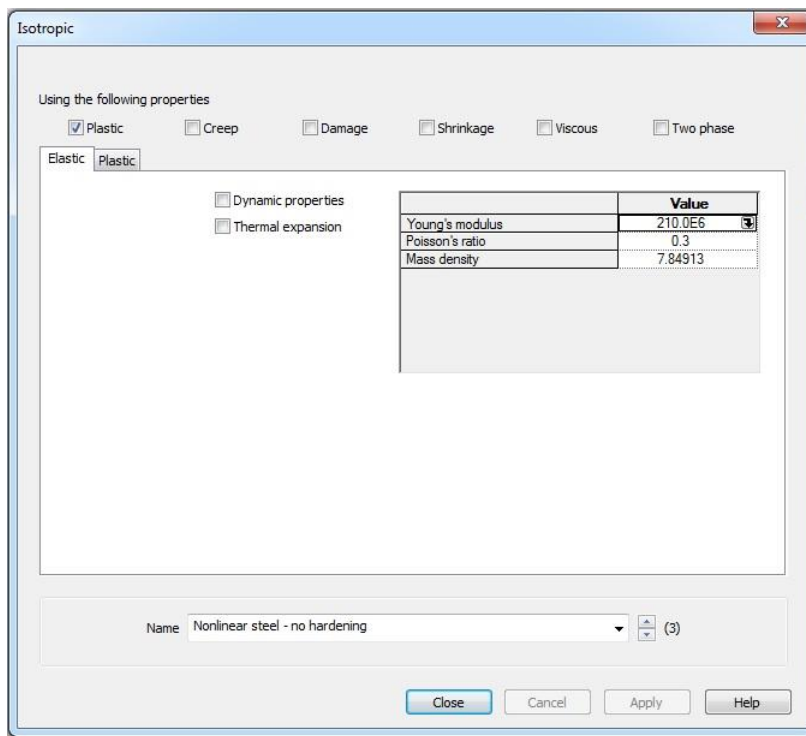 Isotropic
Using the following properties
Plastic Creep Damage Shrinkage Viscous Two phase
Elastic Plastic
Dynamic properties
Thermal expansion
Value
Young's modulus 210.0E6
Poisson's ratio 0.3
Mass density 7.84913
Name Nonlinear steel - no hardening (3)
Close Cancel Apply Help